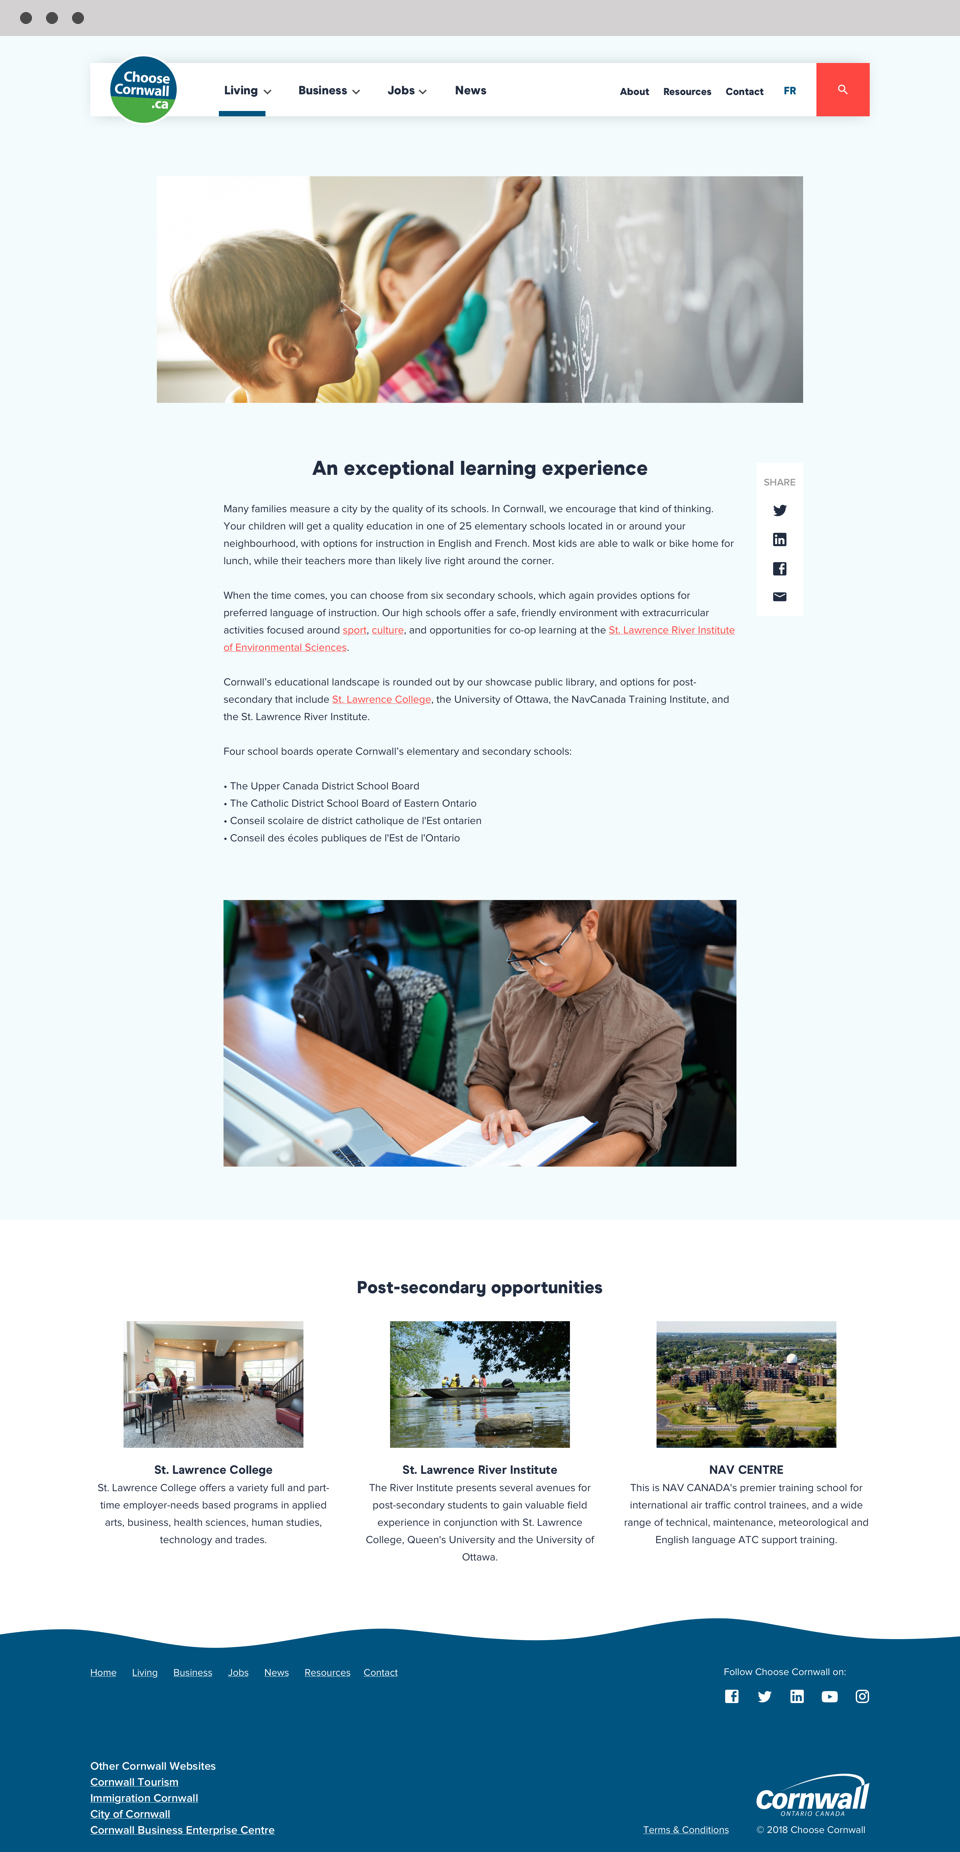 Choose
Cornwall
.ca
Living
Business
Jobs
News
About
Resources
Contact
FR
An exceptional learning experience
SHARE
Many families measure a city by the quality of its schools. In Cornwall, we encourage that kind of thinking.
Your children will get a quality education in one of 25 elementary schools located in or around your
neighbourhood, with options for instruction in English and French. Most kids are able to walk or bike home for
lunch, while their teachers more than likely live right around the corner.
When the time comes, you can choose from six secondary schools, which again provides options for
preferred language of instruction. Our high schools offer a safe, friendly environment with extracurricular
activities focused around sport, culture, and opportunities for co-op learning at the St. Lawrence River Institute
of Environmental Sciences.
Cornwall's educational landscape is rounded out by our showcase public library, and options for post-
secondary that include St. Lawrence College, the University of Ottawa, the NavCanada Training Institute, and
the St. Lawrence River Institute.
Four school boards operate Cornwall's elementary and secondary schools:
• The Upper Canada District School Board
• The Catholic District School Board of Eastern Ontario
• Conseil scolaire de district catholique de l'Est ontarien
• Conseil des écoles publiques de l'Est de l'Ontario
Post-secondary opportunities
St. Lawrence College
St. Lawrence College offers a variety full and part-
time employer-needs based programs in applied
arts, business, health sciences, human studies,
technology and trades.
St. Lawrence River Institute
The River Institute presents several avenues for
post-secondary students to gain valuable field
experience in conjunction with St. Lawrence
College, Queen's University and the University of
Ottawa.
NAV CENTRE
This is NAV CANADA's premier training school for
international air traffic control trainees, and a wide
range of technical, maintenance, meteorological and
English language ATC support training.
Home
Living
Business
Jobs
News
Resources
Contact
Follow Choose Cornwall on:
Other Cornwall Websites
Cornwall Tourism
Immigration Cornwall
City of Cornwall
Cornwall Business Enterprise Centre
Cornwall
ONTARIO CANADA
Terms & Conditions
© 2018 Choose Cornwall